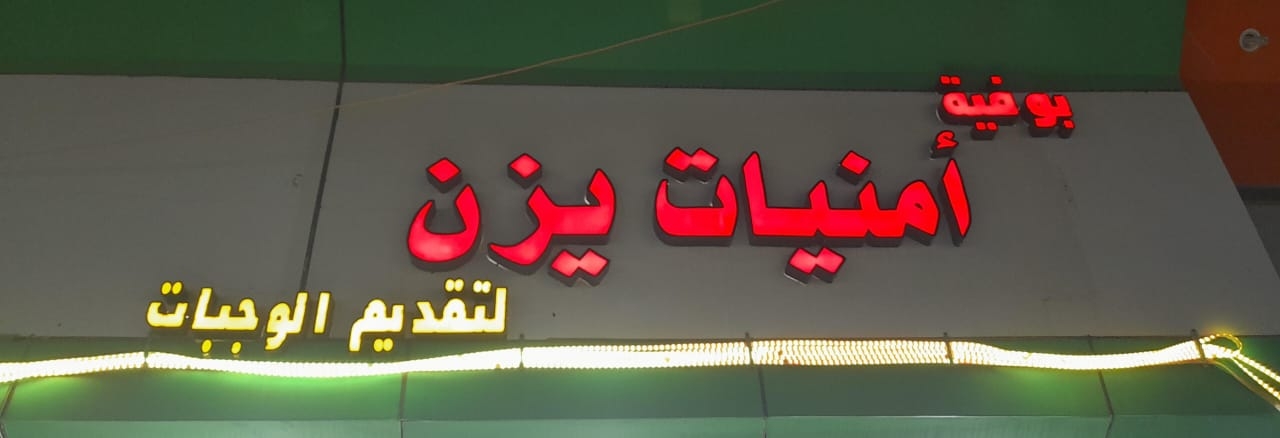 بوفية
أمنيات يزن
لتقديم الوجبات